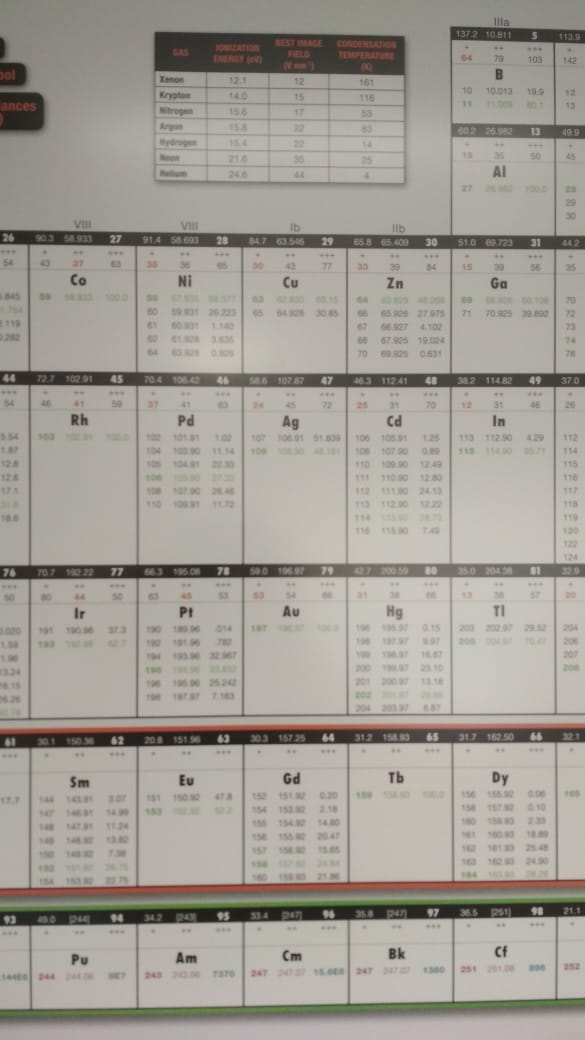 IIIa
137.2 10.811 5 113.9
+ ++ +++ +
64 79 103 142
B
10 10.013 19.9 12
11 11.009 80.1 13
ool
ances
GAS IONIZATION ENERGY (eV) BEST IMAGE FIELD (V nm⁻¹) CONDENSATION TEMPERATURE (K)
Xenon 12.1 12 161
Krypton 14.0 15 116
Nitrogen 15.6 17 53
Argon 15.8 22 83
Hydrogen 15.4 22 14
Neon 21.6 35 25
Helium 24.6 44 4
60.2 26.982 13 49.9
+ ++ +++ +
19 35 50 45
Al
27 26.982 100.0 28
29
30
VIII VIII Ib IIb
26 90.3 58.933 27 91.4 58.693 28 84.7 63.546 29 65.8 65.409 30 51.0 69.723 31 44.2
+++ + ++ +++ + ++ +++ + ++ +++ + ++ +++ + ++ +++ +
54 43 37 63 35 36 65 30 43 77 33 39 84 15 39 56 35
Co Ni Cu Zn Ga
5.845 59 58.933 100.0 58 68.077 63 62.930 69.15 64 63.929 48.268 69 68.926 60.108 70
1.754 60 59.931 26.223 65 64.928 30.85 66 65.926 27.975 71 70.925 39.892 72
2.119 61 60.931 1.140 67 66.927 4.102 73
0.282 62 61.928 3.635 68 67.925 19.024 74
64 63.928 0.926 70 69.925 0.631 76
44 72.7 102.91 45 70.4 106.42 46 58.6 107.87 47 46.3 112.41 48 38.2 114.82 49 37.0
+++ + ++ +++ + ++ +++ + ++ +++ + ++ +++ + ++ +++ +
54 46 41 59 37 41 63 24 45 72 25 31 70 12 31 46 26
Rh Pd Ag Cd In
5.54 103 102.91 100.0 102 101.91 1.02 107 106.91 51.839 106 105.91 1.25 113 112.90 4.29 112
1.87 104 103.90 11.14 109 108.90 48.161 108 107.90 0.89 115 114.90 95.71 114
12.8 105 104.91 22.33 110 109.90 12.49 115
12.6 106 105.90 27.33 111 110.90 12.80 116
17.1 108 107.90 26.46 112 111.90 24.13 117
31.6 110 109.91 11.72 113 112.90 12.22 118
18.6 114 113.90 28.73 119
116 115.90 7.49 120
122
124
76 70.7 192.22 77 66.3 195.08 78 59.0 196.97 79 42.7 200.59 80 35.0 204.38 81 32.9
+++ + ++ +++ + ++ +++ + ++ +++ + ++ +++ + ++ +++ +
50 80 44 50 63 45 53 53 54 66 31 38 66 13 38 57 20
Ir Pt Au Hg Tl
0.020 191 190.96 37.3 190 189.96 .014 197 196.97 100.0 196 195.97 0.15 203 202.97 29.52 204
1.59 193 192.96 62.7 192 191.96 .782 198 197.97 9.97 205 204.97 70.47 206
1.96 194 193.96 32.967 199 198.97 16.87 207
13.24 195 194.96 33.832 200 199.97 23.10 208
16.15 196 195.96 25.242 201 200.97 13.18
26.26 198 197.97 7.163 202 201.97 29.86
204 203.97 6.87
61 30.1 150.36 62 20.8 151.96 63 30.3 157.25 64 31.2 158.93 65 31.7 162.50 66 32.1
+++ + ++ +++ + ++ +++ + ++ +++ + ++ +++ + ++ +++ +
Sm Eu Gd Tb Dy
17.7 144 143.91 3.07 151 150.92 47.8 152 151.92 0.20 159 158.93 100.0 156 155.92 0.06 165
147 146.91 14.99 153 152.92 52.2 154 153.92 2.18 158 157.92 0.10
148 147.91 11.24 155 154.92 14.80 160 159.93 2.33
149 148.92 13.82 156 155.92 20.47 161 160.93 18.89
150 149.92 7.38 157 156.92 15.65 162 161.93 25.48
152 151.92 26.75 158 157.92 24.84 163 162.93 24.90
154 153.92 22.75 160 159.93 21.86 164 163.93 28.26
93 49.0 [244] 94 34.2 [243] 95 33.4 [247] 96 35.8 [247] 97 36.5 [251] 98 21.1
+++ + ++ +++ + ++ +++ + ++ +++ + ++ +++ + ++ +++ +
Pu Am Cm Bk Cf
.144E6 244 244.06 8E7 243 243.06 7370 247 247.07 15.6E6 247 247.07 1380 251 251.08 898 252